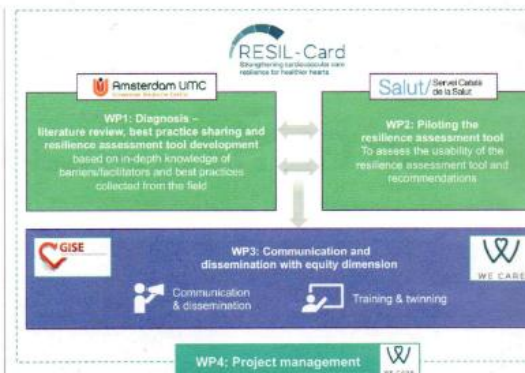 RESIL-Card
Strengthening cardiovascular care
resilience for healthier hearts
Amsterdam UMC
Salut/ Servei Català
de la Salut
WP1: Diagnosis –
literature review, best practice sharing and
resilience assessment tool development
based on in-depth knowledge of
barriers/facilitators and best practices
collected from the field
WP2: Piloting the
resilience assessment tool
To assess the usability of the
resilience assessment tool and
recommendations
GISE
WP3: Communication and
dissemination with equity dimension
WE CARE
Communication
& dissemination
Training & twinning
WP4: Project management
WE CARE